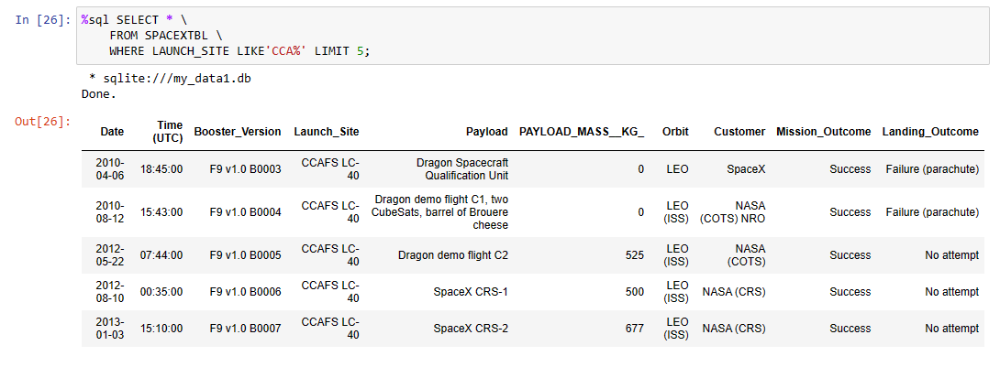 In [26]: %sql SELECT * \
FROM SPACEXTBL \
WHERE LAUNCH_SITE LIKE'CCA%' LIMIT 5;
* sqlite:///my_data1.db
Done.
Out[26]:
Date Time (UTC) Booster_Version Launch_Site Payload PAYLOAD_MASS__KG_ Orbit Customer Mission_Outcome Landing_Outcome
2010-04-06 18:45:00 F9 v1.0 B0003 CCAFS LC-40 Dragon Spacecraft Qualification Unit 0 LEO SpaceX Success Failure (parachute)
2010-08-12 15:43:00 F9 v1.0 B0004 CCAFS LC-40 Dragon demo flight C1, two CubeSats, barrel of Brouere cheese 0 LEO (ISS) NASA (COTS) NRO Success Failure (parachute)
2012-05-22 07:44:00 F9 v1.0 B0005 CCAFS LC-40 Dragon demo flight C2 525 LEO (ISS) NASA (COTS) Success No attempt
2012-08-10 00:35:00 F9 v1.0 B0006 CCAFS LC-40 SpaceX CRS-1 500 LEO (ISS) NASA (CRS) Success No attempt
2013-01-03 15:10:00 F9 v1.0 B0007 CCAFS LC-40 SpaceX CRS-2 677 LEO (ISS) NASA (CRS) Success No attempt